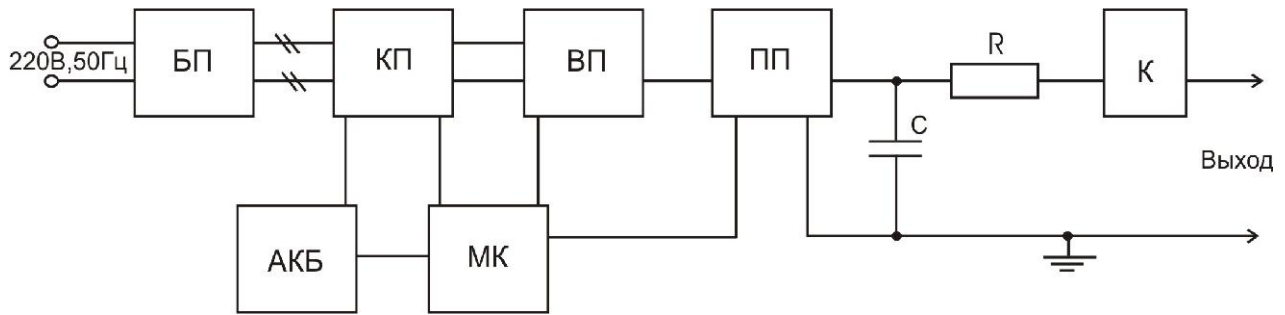 220В,50Гц
БП
КП
ВП
ПП
R
К
C
Выход
АКБ
МК